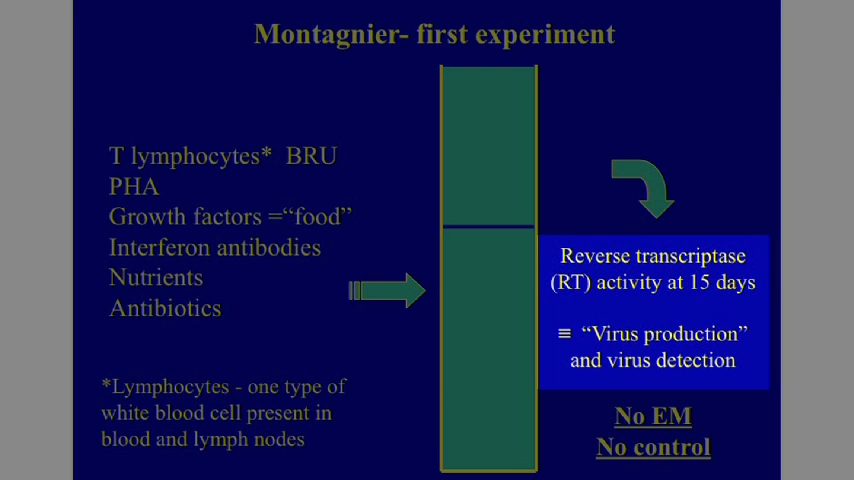 Montagnier- first experiment
T lymphocytes* BRU
PHA
Growth factors =“food”
Interferon antibodies
Nutrients
Antibiotics
*Lymphocytes - one type of
white blood cell present in
blood and lymph nodes
Reverse transcriptase
(RT) activity at 15 days
≡ “Virus production”
and virus detection
No EM
No control